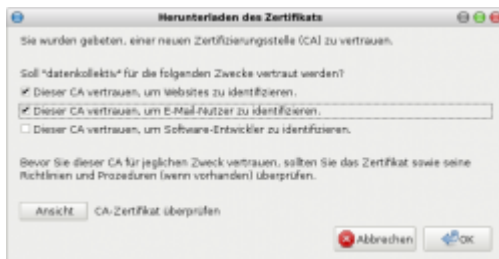 Herunterladen des Zertifikats
Sie wurden gebeten, einer neuen Zertifizierungsstelle (CA) zu vertrauen.
Soll "datenkollektiv" für die folgenden Zwecke vertraut werden?
Dieser CA vertrauen, um Websites zu identifizieren.
Dieser CA vertrauen, um E-Mail-Nutzer zu identifizieren.
Dieser CA vertrauen, um Software-Entwickler zu identifizieren.
Bevor Sie dieser CA für jeglichen Zweck vertrauen, sollten Sie das Zertifikat sowie seine
Richtlinien und Prozeduren (wenn vorhanden) überprüfen.
Ansicht CA-Zertifikat überprüfen
Abbrechen OK